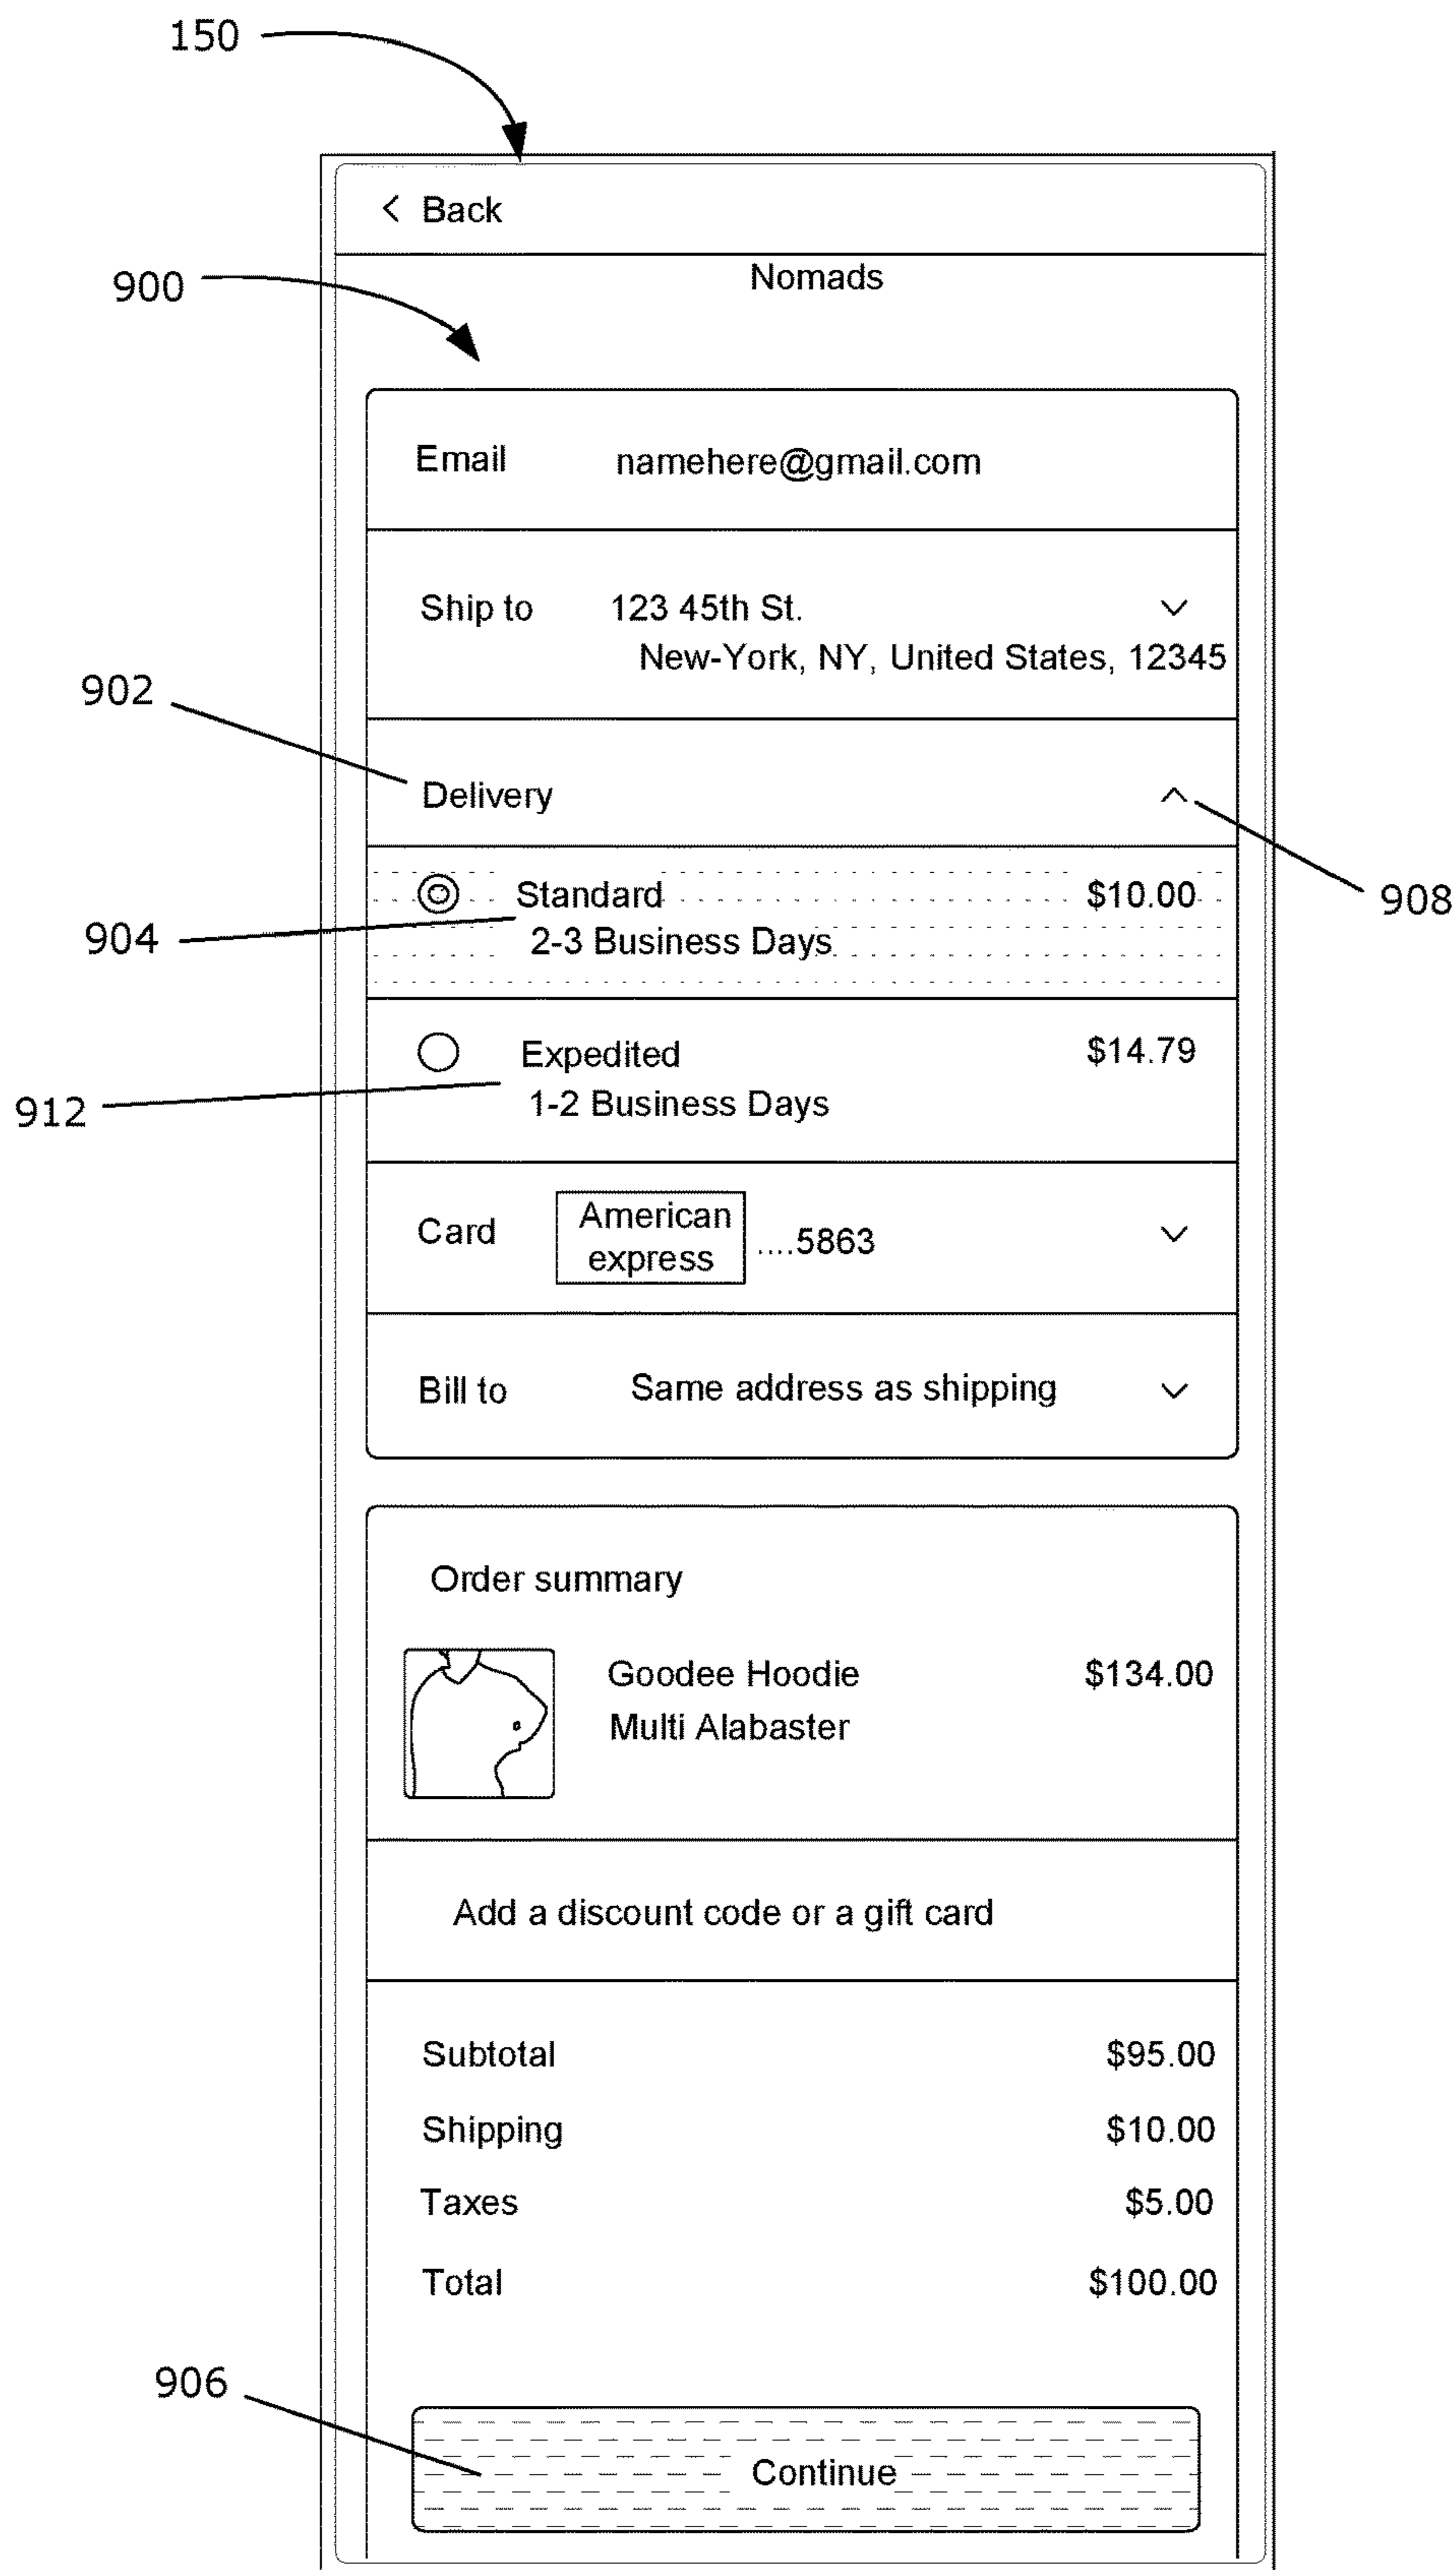 150
< Back
900
Nomads
Email namehere@gmail.com
Ship to 123 45th St.
New-York, NY, United States, 12345
902
Delivery
908
Standard $10.00
904
2-3 Business Days
Expedited $14.79
912
1-2 Business Days
Card American express ....5863
Bill to Same address as shipping
Order summary
Goodee Hoodie $134.00
Multi Alabaster
Add a discount code or a gift card
Subtotal $95.00
Shipping $10.00
Taxes $5.00
Total $100.00
906
Continue